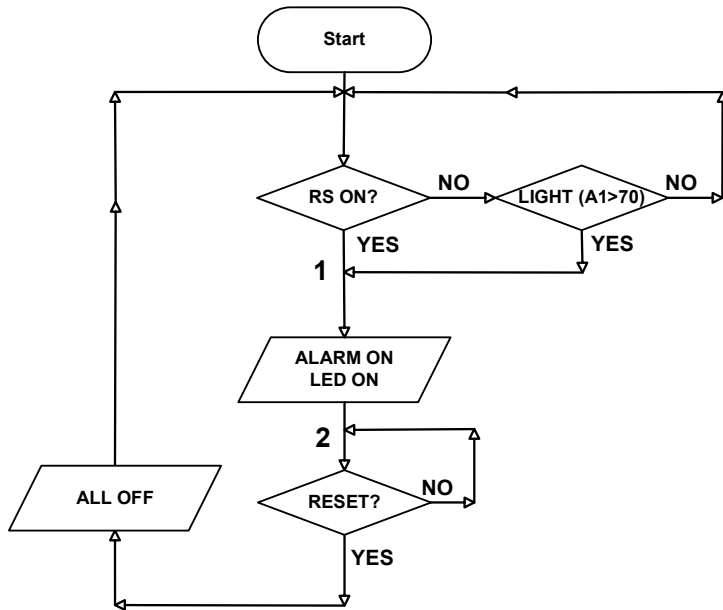 Start
RS ON?
NO
LIGHT (A1>70)
NO
YES
YES
1
ALARM ON
LED ON
2
ALL OFF
RESET?
NO
YES